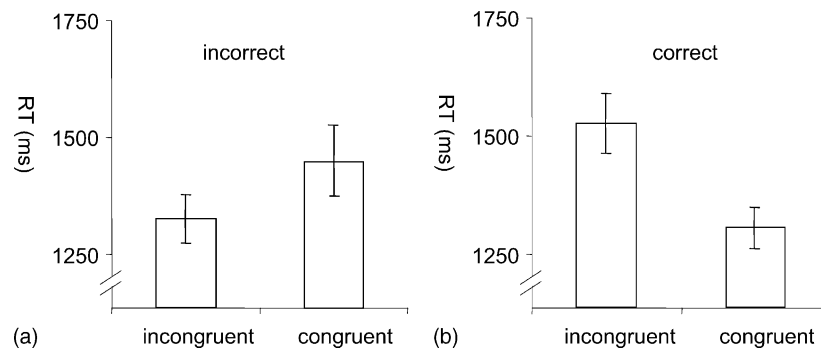 1750
incorrect
RT (ms)
1500
1250
incongruent congruent
(a)
1750
correct
RT (ms)
1500
1250
incongruent congruent
(b)